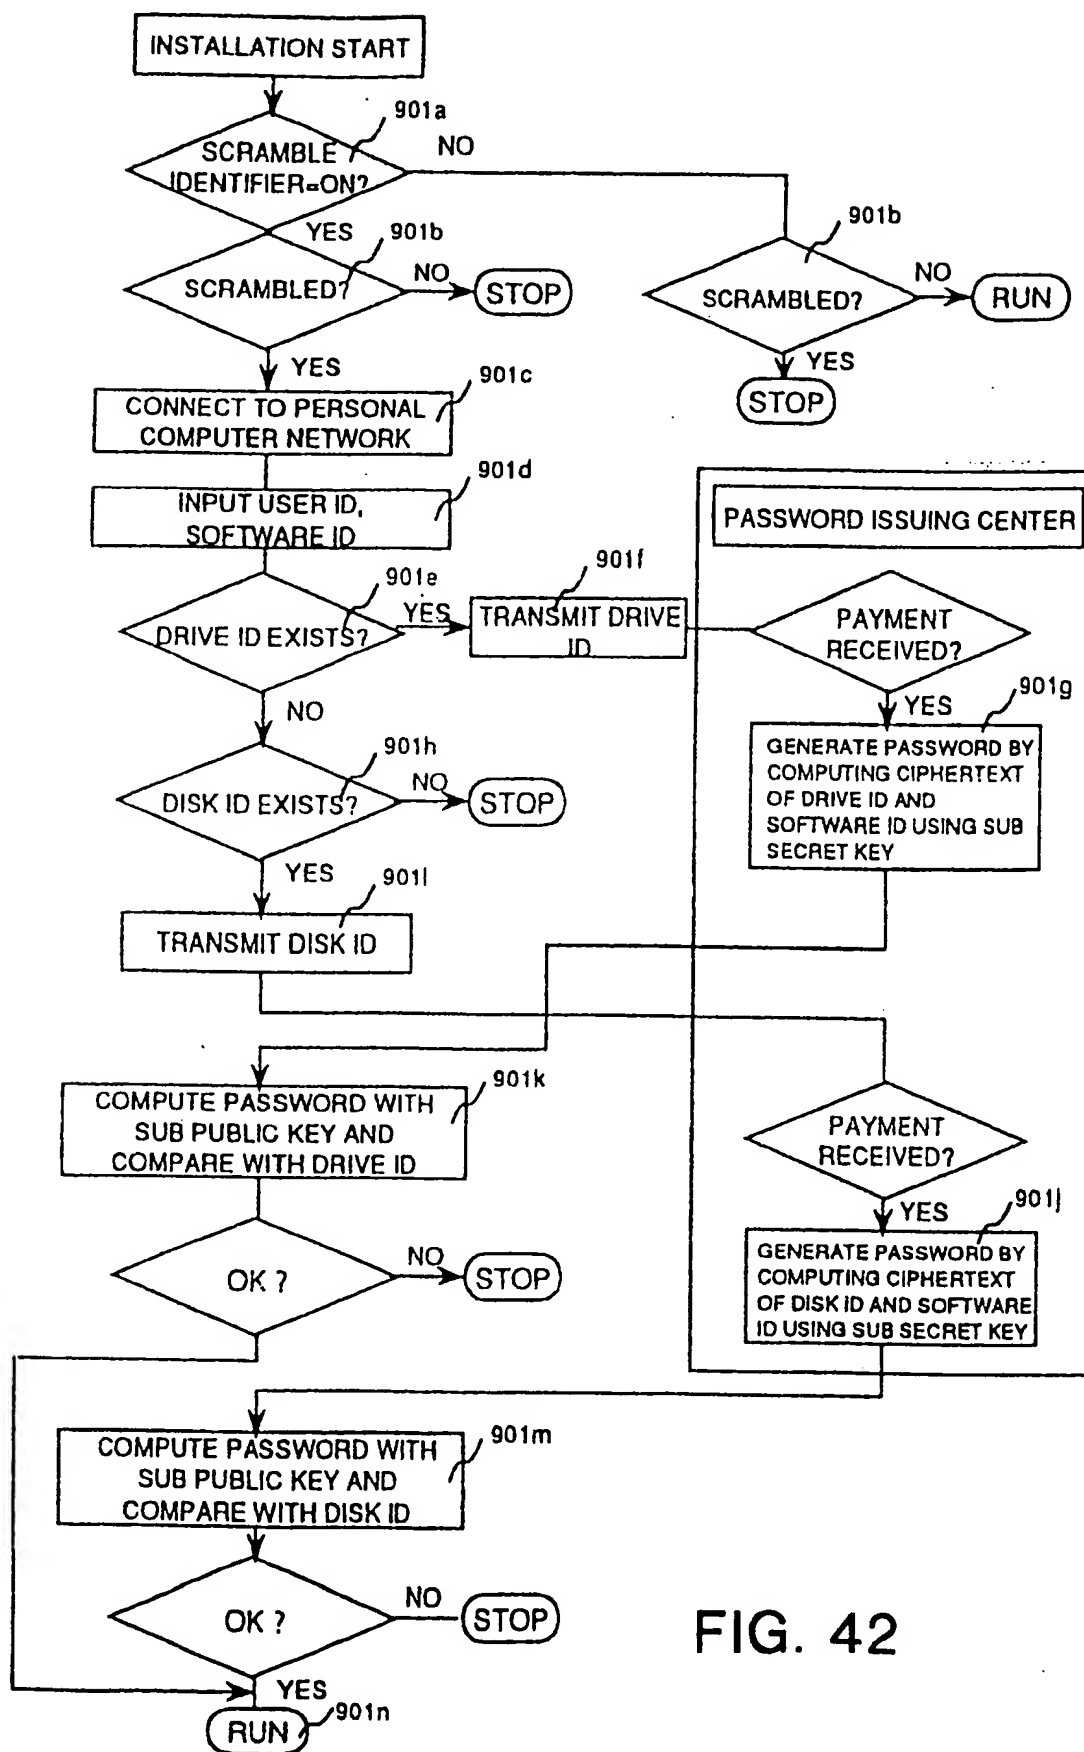 INSTALLATION START
901a
SCRAMBLE
IDENTIFIER=ON?
NO
YES
901b
SCRAMBLED?
NO
STOP
901b
SCRAMBLED?
NO
RUN
YES
STOP
YES
901c
CONNECT TO PERSONAL
COMPUTER NETWORK
901d
INPUT USER ID,
SOFTWARE ID
PASSWORD ISSUING CENTER
901e
DRIVE ID EXISTS?
YES
901f
TRANSMIT DRIVE
ID
PAYMENT
RECEIVED?
YES
901g
GENERATE PASSWORD BY
COMPUTING CIPHERTEXT
OF DRIVE ID AND
SOFTWARE ID USING SUB
SECRET KEY
NO
901h
DISK ID EXISTS?
NO
STOP
YES
901i
TRANSMIT DISK ID
901k
COMPUTE PASSWORD WITH
SUB PUBLIC KEY AND
COMPARE WITH DRIVE ID
PAYMENT
RECEIVED?
YES
901j
GENERATE PASSWORD BY
COMPUTING CIPHERTEXT
OF DISK ID AND SOFTWARE
ID USING SUB SECRET KEY
OK ?
NO
STOP
901m
COMPUTE PASSWORD WITH
SUB PUBLIC KEY AND
COMPARE WITH DISK ID
OK ?
NO
STOP
YES
RUN
901n
FIG. 42